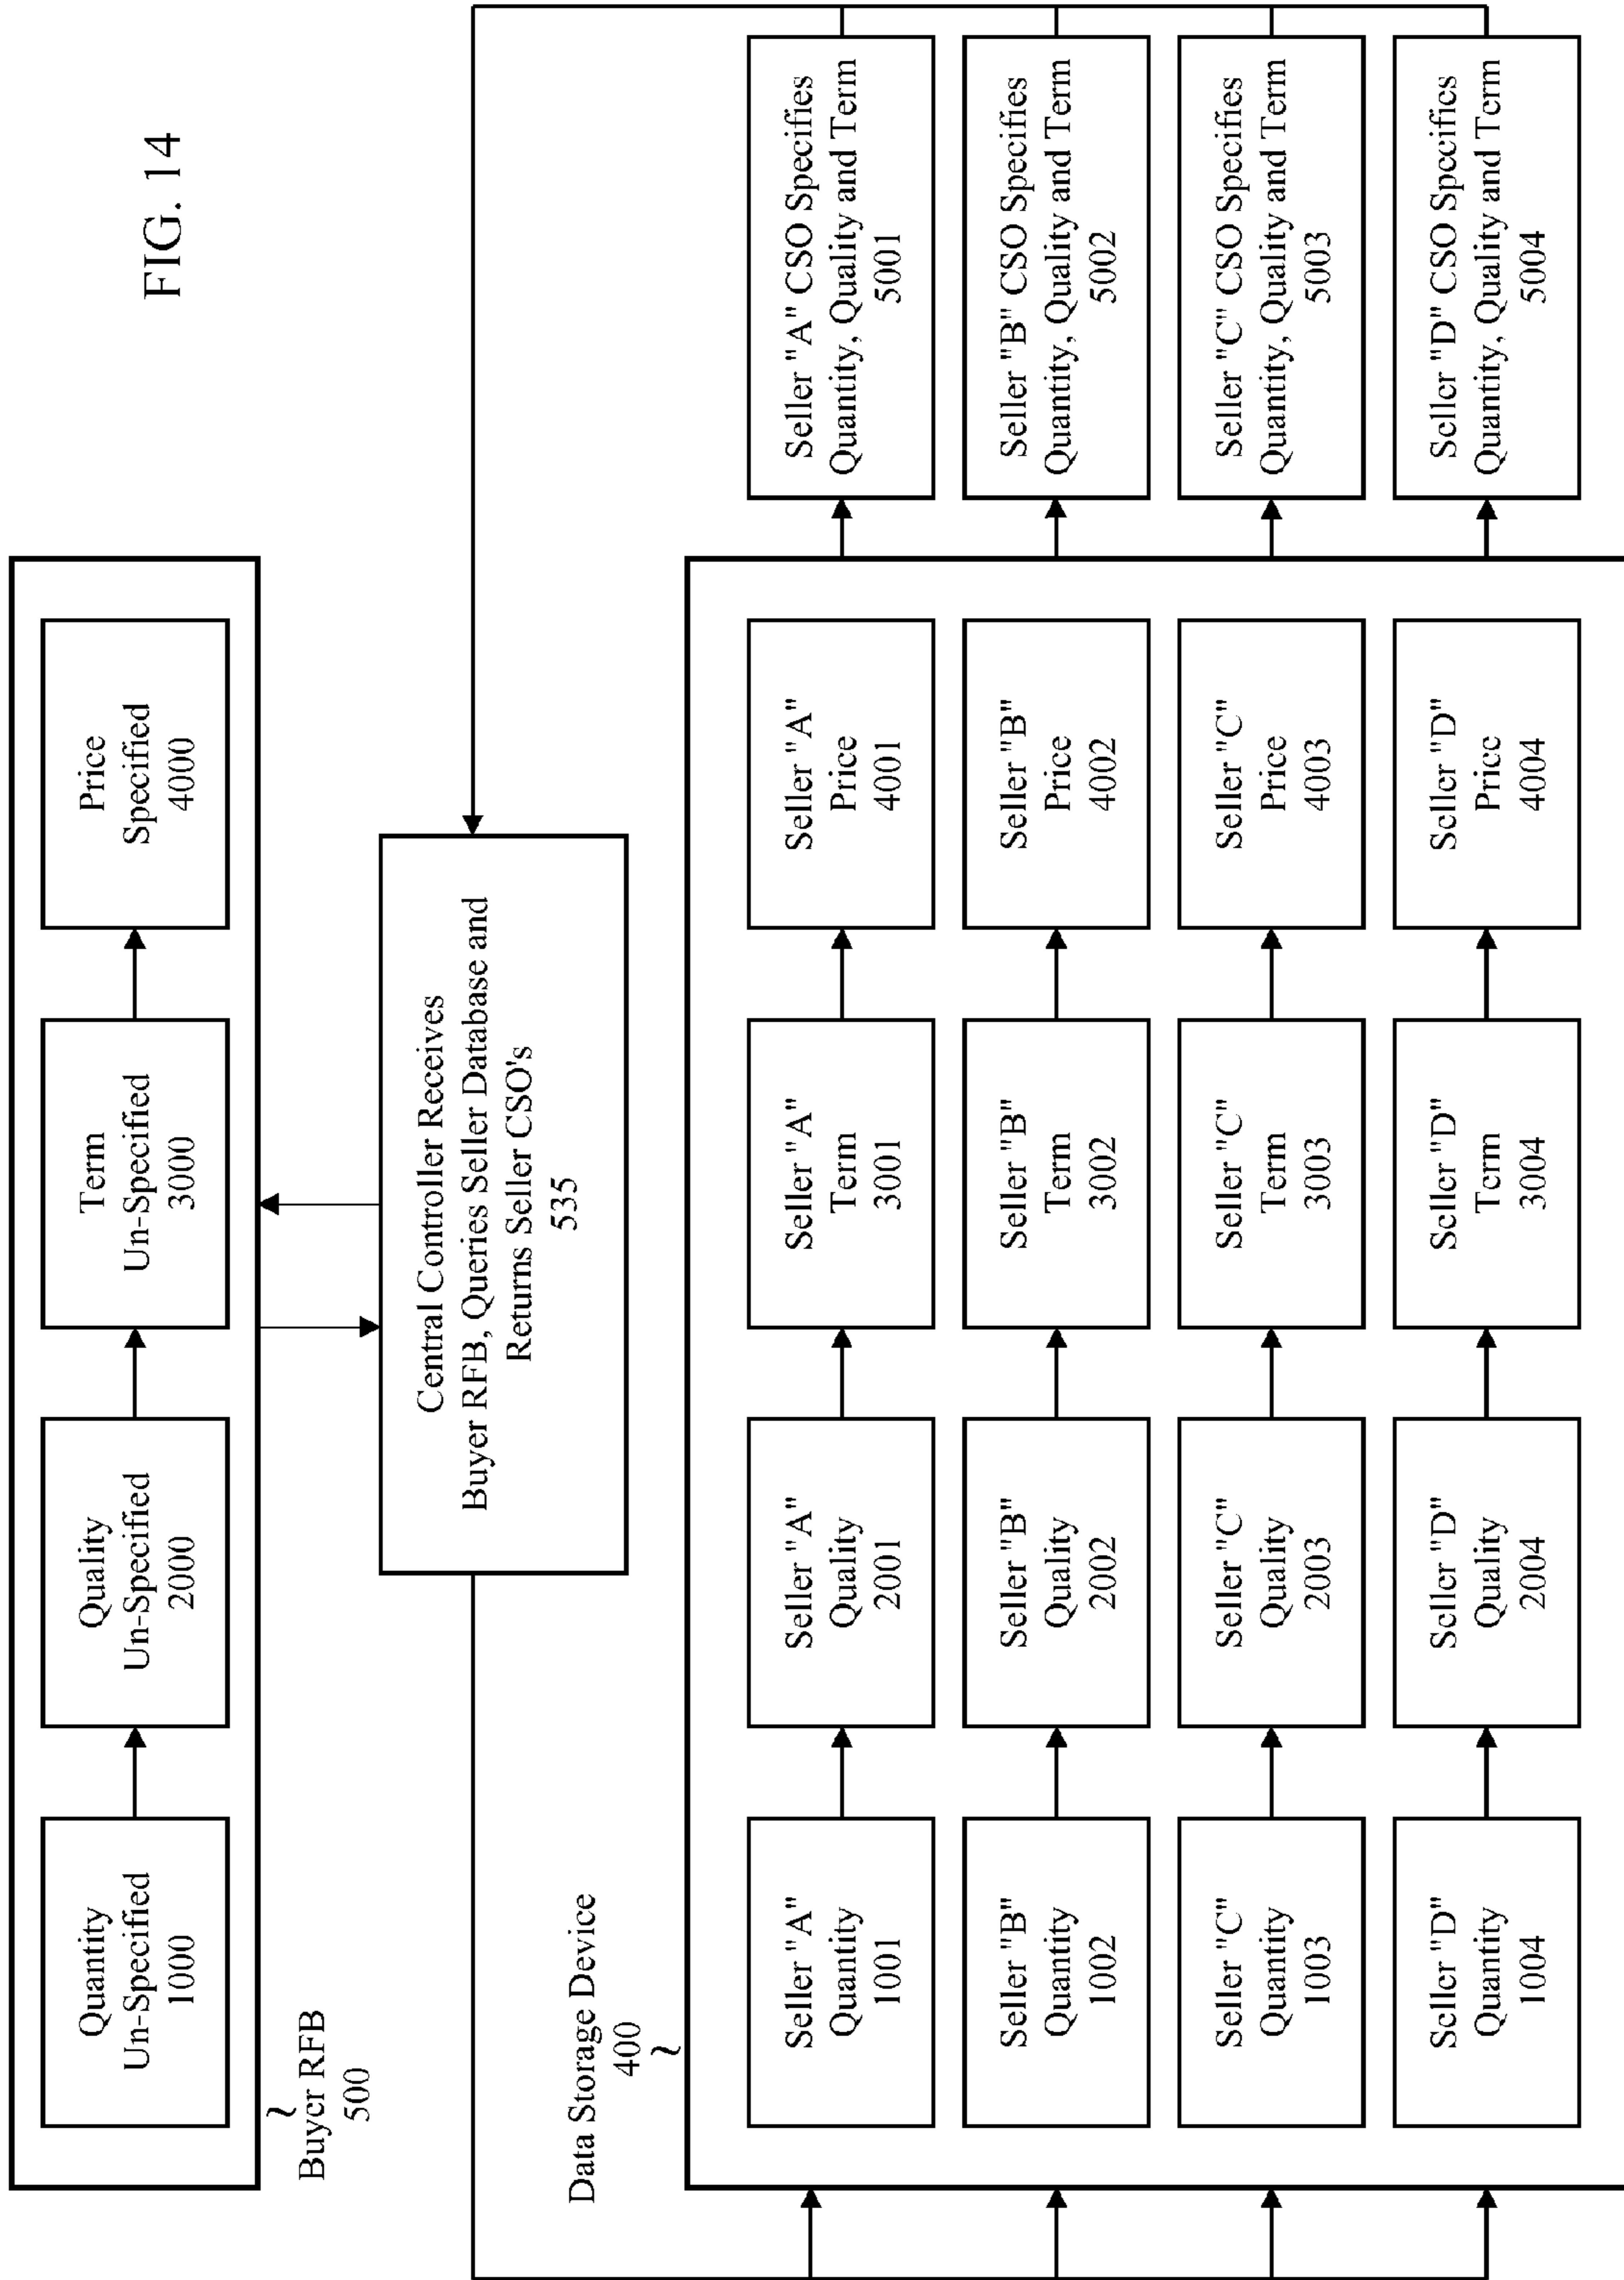 FIG. 14
Quantity
Un-Specified
1000
Quality
Un-Specified
2000
Term
Un-Specified
3000
Price
Specified
4000
Buyer RFB
500
Central Controller Receives
Buyer RFB, Queries Seller Database and
Returns Seller CSO's
535
Data Storage Device
400
Seller "A"
Quantity
1001
Seller "A"
Quality
2001
Seller "A"
Term
3001
Seller "A"
Price
4001
Seller "A" CSO Specifies
Quantity, Quality and Term
5001
Seller "B"
Quantity
1002
Seller "B"
Quality
2002
Seller "B"
Term
3002
Seller "B"
Price
4002
Seller "B" CSO Specifies
Quantity, Quality and Term
5002
Seller "C"
Quantity
1003
Seller "C"
Quality
2003
Seller "C"
Term
3003
Seller "C"
Price
4003
Seller "C" CSO Specifies
Quantity, Quality and Term
5003
Seller "D"
Quantity
1004
Seller "D"
Quality
2004
Seller "D"
Term
3004
Seller "D"
Price
4004
Seller "D" CSO Specifies
Quantity, Quality and Term
5004